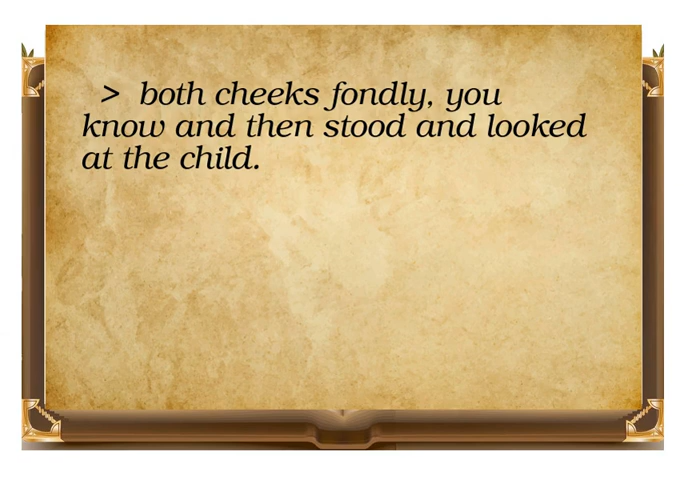 > both cheeks fondly, you
know and then stood and looked
at the child.